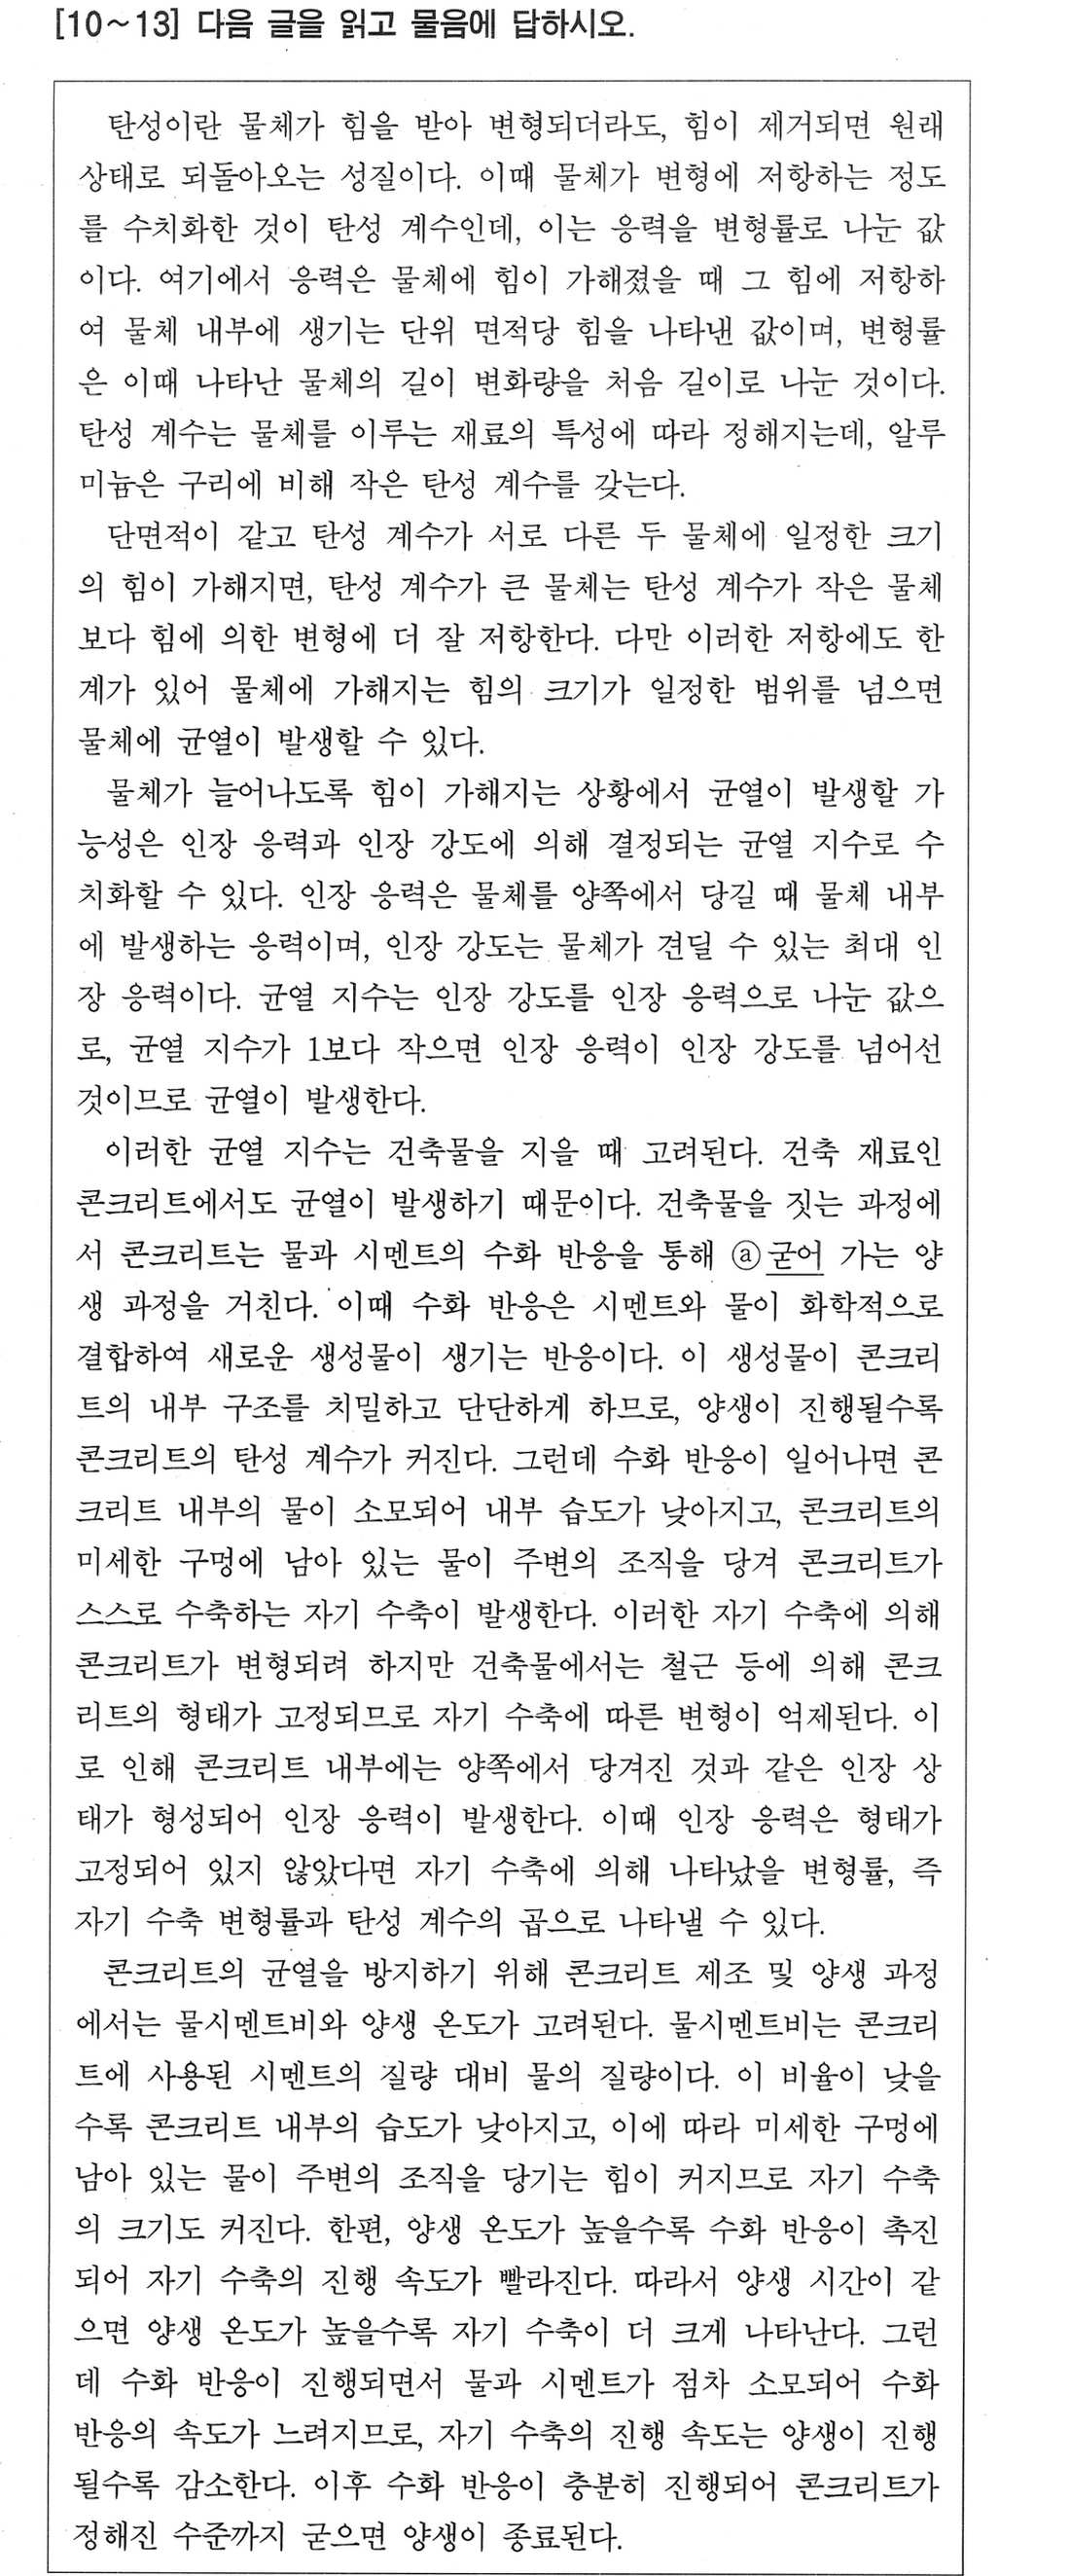 [10~13] 다음 글을 읽고 물음에 답하시오.
탄성이란 물체가 힘을 받아 변형되더라도, 힘이 제거되면 원래
상태로 되돌아오는 성질이다. 이때 물체가 변형에 저항하는 정도
를 수치화한 것이 탄성 계수인데, 이는 응력을 변형률로 나눈 값
이다. 여기에서 응력은 물체에 힘이 가해졌을 때 그 힘에 저항하
여 물체 내부에 생기는 단위 면적당 힘을 나타낸 값이며, 변형률
은 이때 나타난 물체의 길이 변화량을 처음 길이로 나눈 것이다.
탄성 계수는 물체를 이루는 재료의 특성에 따라 정해지는데, 알루
미늄은 구리에 비해 작은 탄성 계수를 갖는다.
단면적이 같고 탄성 계수가 서로 다른 두 물체에 일정한 크기
의 힘이 가해지면, 탄성 계수가 큰 물체는 탄성 계수가 작은 물체
보다 힘에 의한 변형에 더 잘 저항한다. 다만 이러한 저항에도 한
계가 있어 물체에 가해지는 힘의 크기가 일정한 범위를 넘으면
물체에 균열이 발생할 수 있다.
물체가 늘어나도록 힘이 가해지는 상황에서 균열이 발생할 가
능성은 인장 응력과 인장 강도에 의해 결정되는 균열 지수로 수
치화할 수 있다. 인장 응력은 물체를 양쪽에서 당길 때 물체 내부
에 발생하는 응력이며, 인장 강도는 물체가 견딜 수 있는 최대 인
장 응력이다. 균열 지수는 인장 강도를 인장 응력으로 나눈 값으
로, 균열 지수가 1보다 작으면 인장 응력이 인장 강도를 넘어선
것이므로 균열이 발생한다.
이러한 균열 지수는 건축물을 지을 때 고려된다. 건축 재료인
콘크리트에서도 균열이 발생하기 때문이다. 건축물을 짓는 과정에
서 콘크리트는 물과 시멘트의 수화 반응을 통해 ⓐ굳어 가는 양
생 과정을 거친다. 이때 수화 반응은 시멘트와 물이 화학적으로
결합하여 새로운 생성물이 생기는 반응이다. 이 생성물이 콘크리
트의 내부 구조를 치밀하고 단단하게 하므로, 양생이 진행될수록
콘크리트의 탄성 계수가 커진다. 그런데 수화 반응이 일어나면 콘
크리트 내부의 물이 소모되어 내부 습도가 낮아지고, 콘크리트의
미세한 구멍에 남아 있는 물이 주변의 조직을 당겨 콘크리트가
스스로 수축하는 자기 수축이 발생한다. 이러한 자기 수축에 의해
콘크리트가 변형되려 하지만 건축물에서는 철근 등에 의해 콘크
리트의 형태가 고정되므로 자기 수축에 따른 변형이 억제된다. 이
로 인해 콘크리트 내부에는 양쪽에서 당겨진 것과 같은 인장 상
태가 형성되어 인장 응력이 발생한다. 이때 인장 응력은 형태가
고정되어 있지 않았다면 자기 수축에 의해 나타났을 변형률, 즉
자기 수축 변형률과 탄성 계수의 곱으로 나타낼 수 있다.
콘크리트의 균열을 방지하기 위해 콘크리트 제조 및 양생 과정
에서는 물시멘트비와 양생 온도가 고려된다. 물시멘트비는 콘크리
트에 사용된 시멘트의 질량 대비 물의 질량이다. 이 비율이 낮을
수록 콘크리트 내부의 습도가 낮아지고, 이에 따라 미세한 구멍에
남아 있는 물이 주변의 조직을 당기는 힘이 커지므로 자기 수축
의 크기도 커진다. 한편, 양생 온도가 높을수록 수화 반응이 촉진
되어 자기 수축의 진행 속도가 빨라진다. 따라서 양생 시간이 같
으면 양생 온도가 높을수록 자기 수축이 더 크게 나타난다. 그런
데 수화 반응이 진행되면서 물과 시멘트가 점차 소모되어 수화
반응의 속도가 느려지므로, 자기 수축의 진행 속도는 양생이 진행
될수록 감소한다. 이후 수화 반응이 충분히 진행되어 콘크리트가
정해진 수준까지 굳으면 양생이 종료된다.